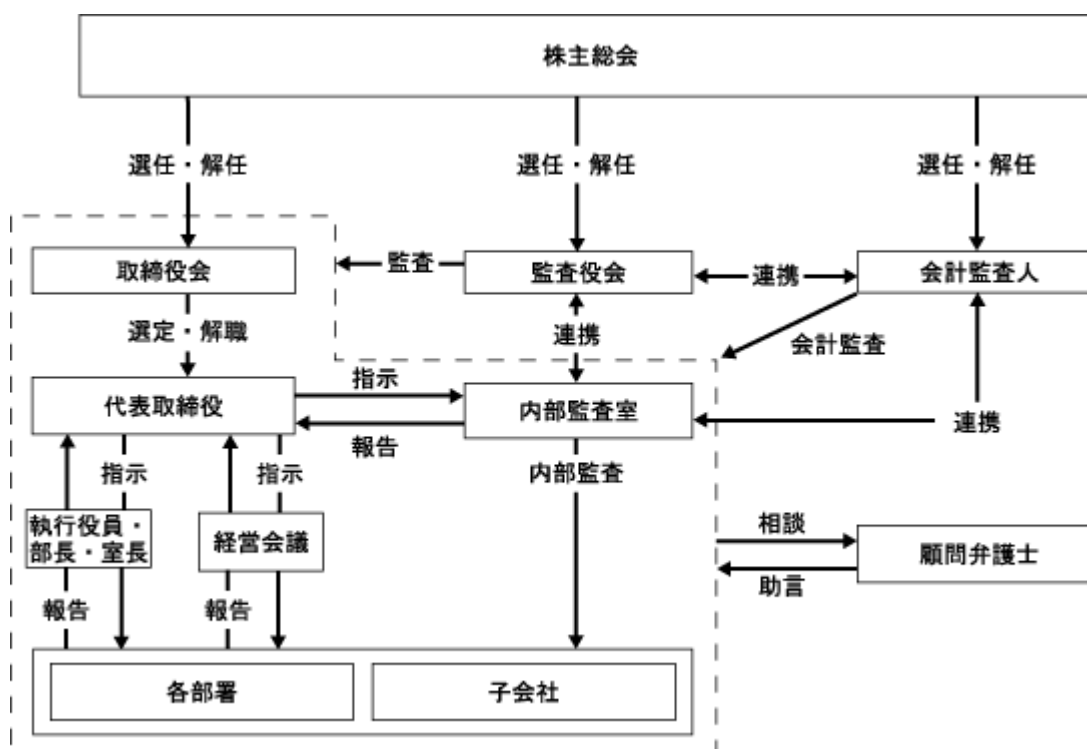 株主総会
選任・解任
選任・解任
選任・解任
取締役会
監査
監査役会
連携
会計監査人
選定・解職
連携
会計監査
代表取締役
指示
報告
内部監査室
連携
指示
指示
内部監査
執行役員・
部長・室長
経営会議
相談
助言
顧問弁護士
報告
報告
各部署
子会社